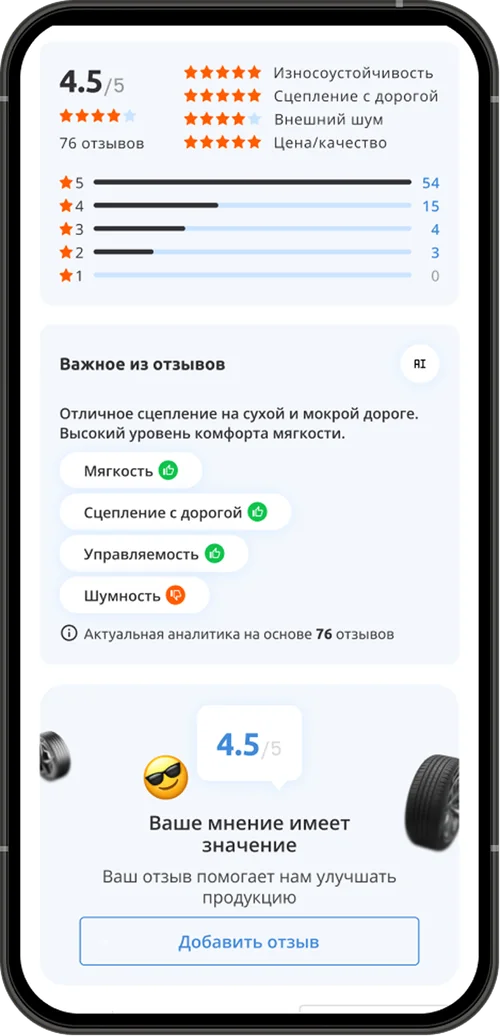 4.5/5
76 отзывов
Износоустойчивость
Сцепление с дорогой
Внешний шум
Цена/качество
5 54
4 15
3 4
2 3
1 0
Важное из отзывов
AI
Отличное сцепление на сухой и мокрой дороге.
Высокий уровень комфорта мягкости.
Мягкость
Сцепление с дорогой
Управляемость
Шумность
Актуальная аналитика на основе 76 отзывов
4.5/5
Ваше мнение имеет
значение
Ваш отзыв помогает нам улучшать
продукцию
Добавить отзыв